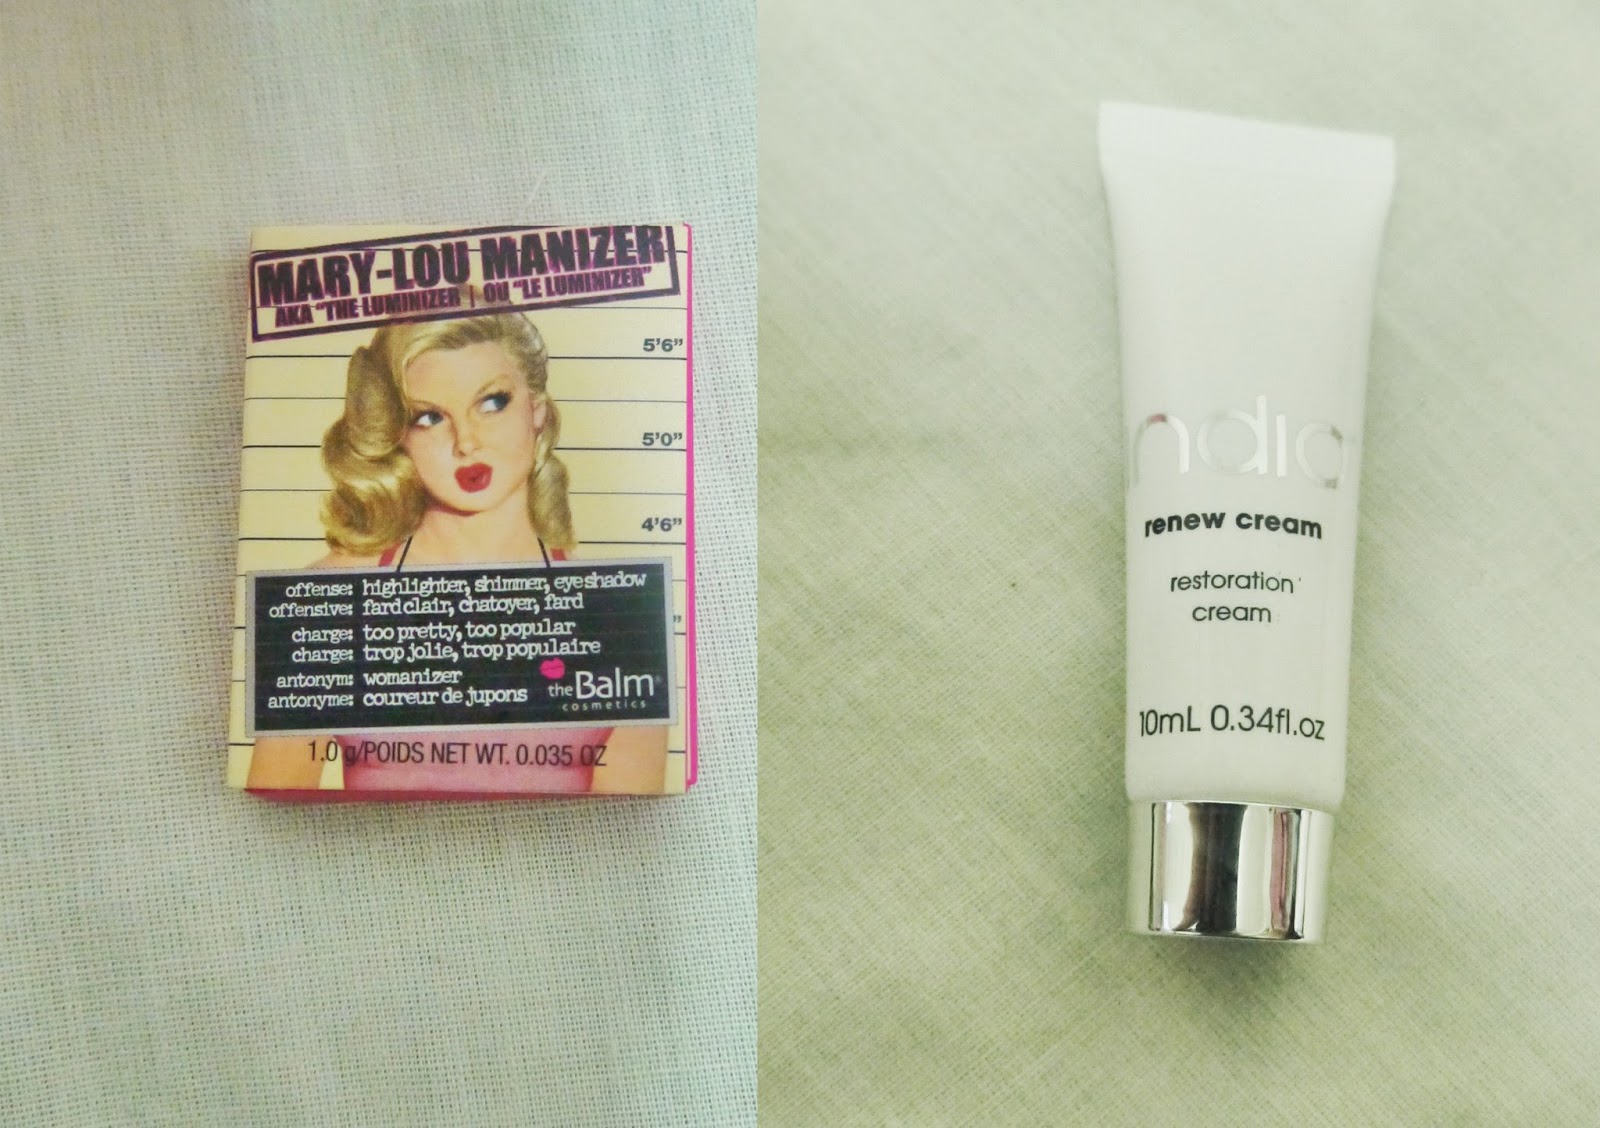 MARY-LOU MANIZER
AKA "THE LUMINIZER | OU "LE LUMINIZER"
5'6"
5'0"
4'6"
offense: highlighter, shimmer, eyeshadow
offensive: fard clair, chatoyer, fard
charge: too pretty, too popular
charge: trop jolie, trop populaire
antonym: womanizer
antonyme: coureur de jupons
theBalm®
cosmetics
1.0 g/POIDS NET WT. 0.035 OZ
renew cream
restoration
cream
10mL 0.34fl.oz